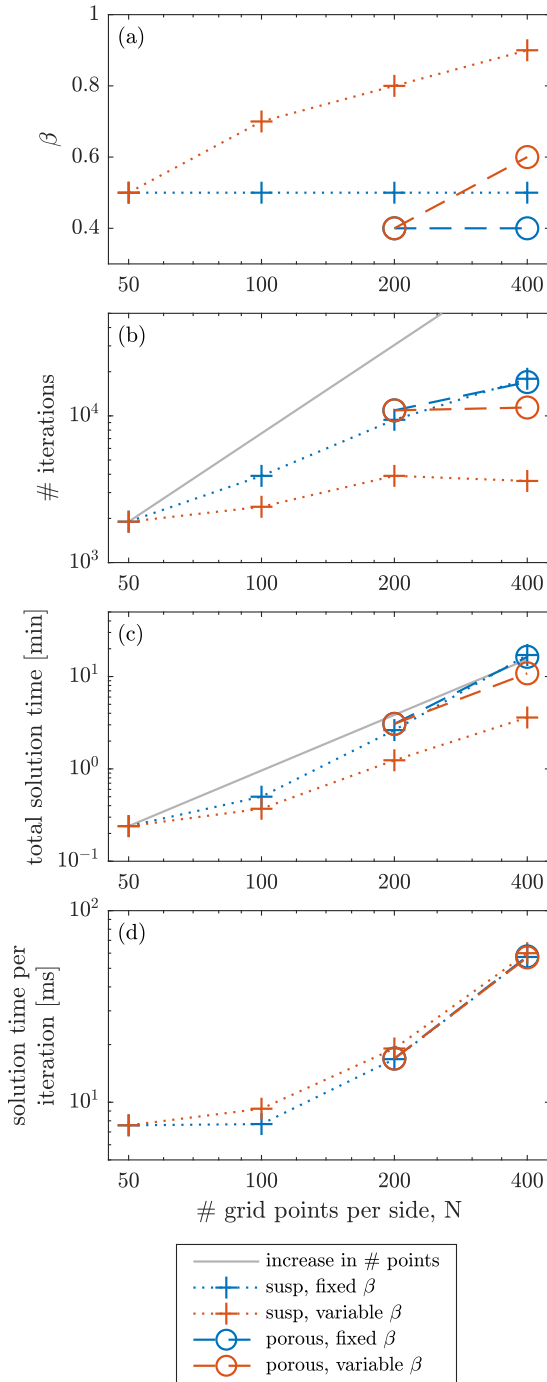 1
(a)
0.8
β
0.6
0.4
50 100 200 400
(b)
# iterations
10^4
10^3
50 100 200 400
(c)
total solution time [min]
10^1
10^0
10^-1
50 100 200 400
10^2
(d)
solution time per
iteration [ms]
10^1
50 100 200 400
# grid points per side, N
increase in # points
susp, fixed β
susp, variable β
porous, fixed β
porous, variable β